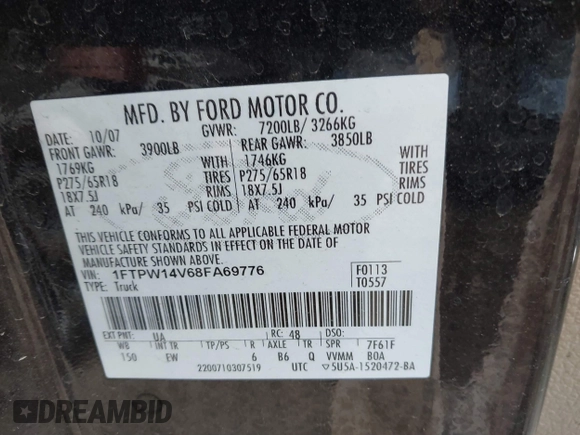 MFD. BY FORD MOTOR CO.
DATE: 10/07 GVWR: 7200LB/ 3266KG
FRONT GAWR: 3900LB REAR GAWR: 3850LB
1769KG WITH 1746KG WITH
P275/65R18 TIRES P275/65R18 TIRES
18X7.5J RIMS 18X7.5J RIMS
AT 240 kPa/ 35 PSI COLD AT 240 kPa/ 35 PSI COLD
THIS VEHICLE CONFORMS TO ALL APPLICABLE FEDERAL MOTOR
VEHICLE SAFETY STANDARDS IN EFFECT ON THE DATE OF
MANUFACTURE SHOWN ABOVE.
VIN: 1FTPW14V68FA69776 F0113
TYPE: Truck T0557
EXT PNT: UA RC: 48 DSO:
WB INT TR TP/PS R AXLE TR SPR 7F61F
150 EW 6 B6 Q VVMM B0A
2200710307519 UTC ▽5U5A-1520472-BA
DREAMBID